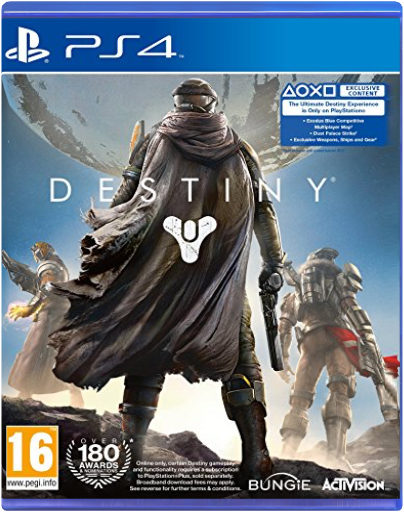 PS4
EXCLUSIVE
CONTENT
The Ultimate Destiny Experience
is Only on PlayStation®
• Exodus Blue Competitive
Multiplayer Map*
• Dust Palace Strike*
• Exclusive Weapons, Ships and Gear*
DESTINY®
16
www.pegi.info
OVER
180
AWARDS
& NOMINATIONS
Online only, certain Destiny gameplay
and functionality requires a subscription
to PlayStation®Plus, sold separately.
Broadband download fees may apply.
See reverse for further terms & conditions.
BUNGiE
ACTIVISION